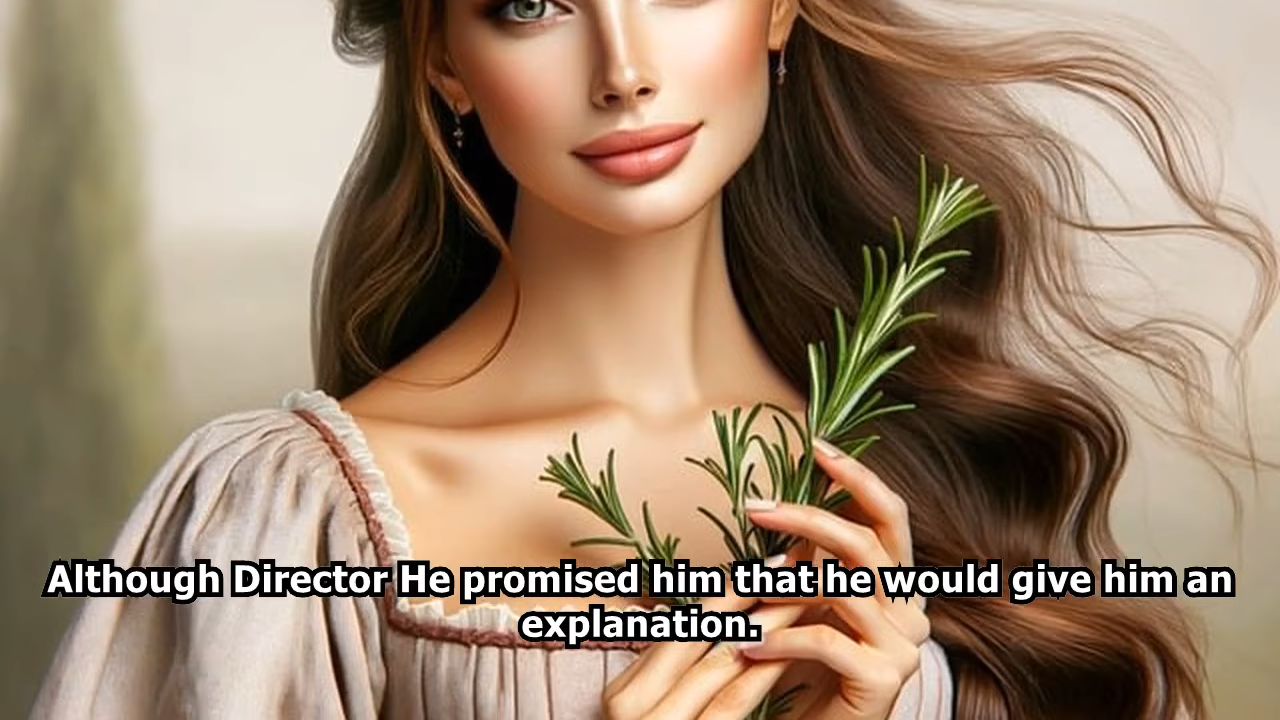 Although Director He promised him that he would give him an
explanation.